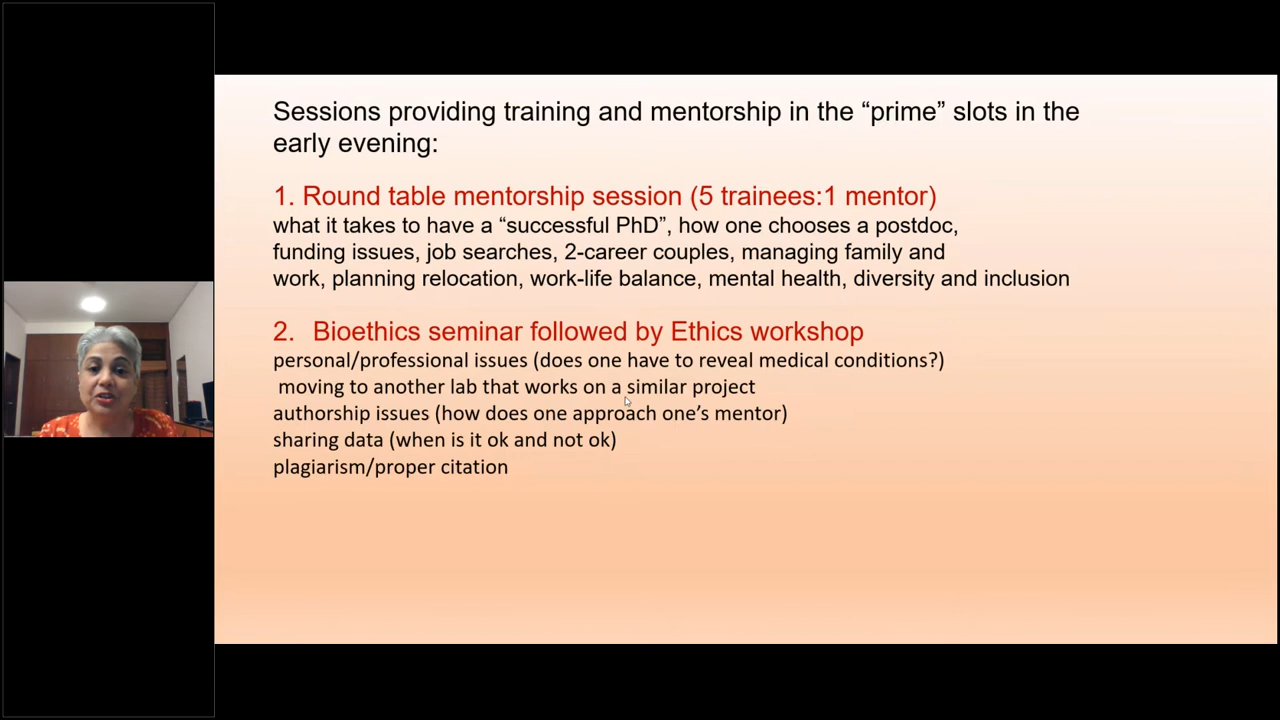 Sessions providing training and mentorship in the “prime” slots in the
early evening:
1. Round table mentorship session (5 trainees:1 mentor)
what it takes to have a “successful PhD”, how one chooses a postdoc,
funding issues, job searches, 2-career couples, managing family and
work, planning relocation, work-life balance, mental health, diversity and inclusion
2. Bioethics seminar followed by Ethics workshop
personal/professional issues (does one have to reveal medical conditions?)
moving to another lab that works on a similar project
authorship issues (how does one approach one’s mentor)
sharing data (when is it ok and not ok)
plagiarism/proper citation